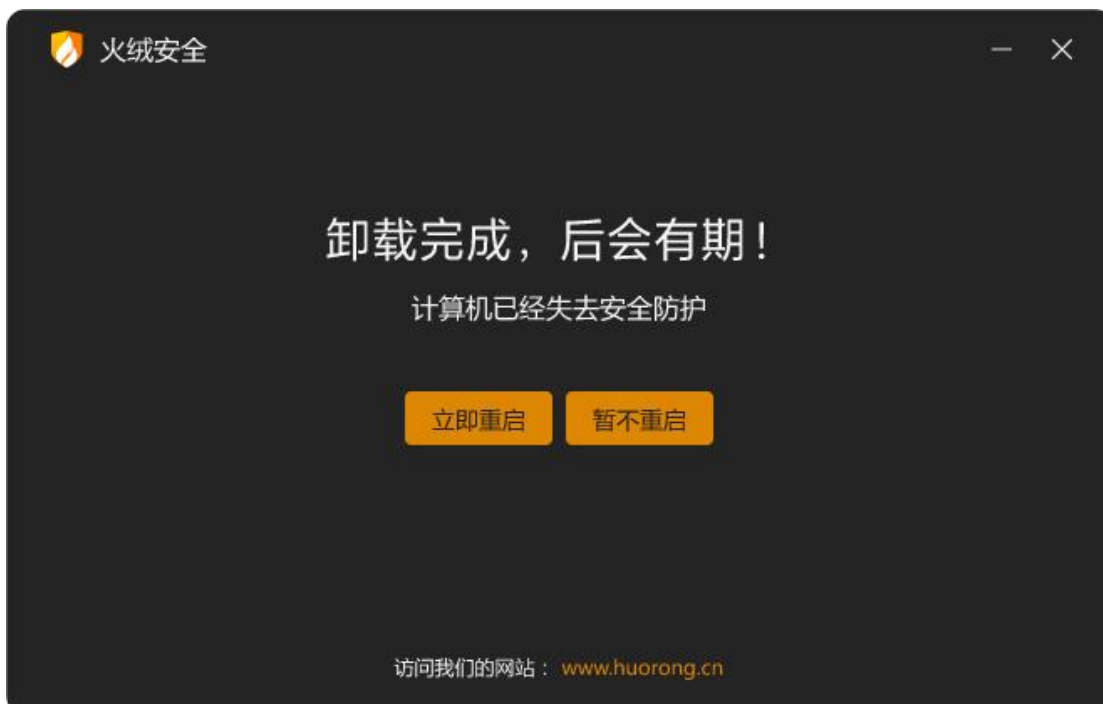 火绒安全
卸载完成，后会有期！
计算机已经失去安全防护
立即重启 暂不重启
访问我们的网站： www.huorong.cn